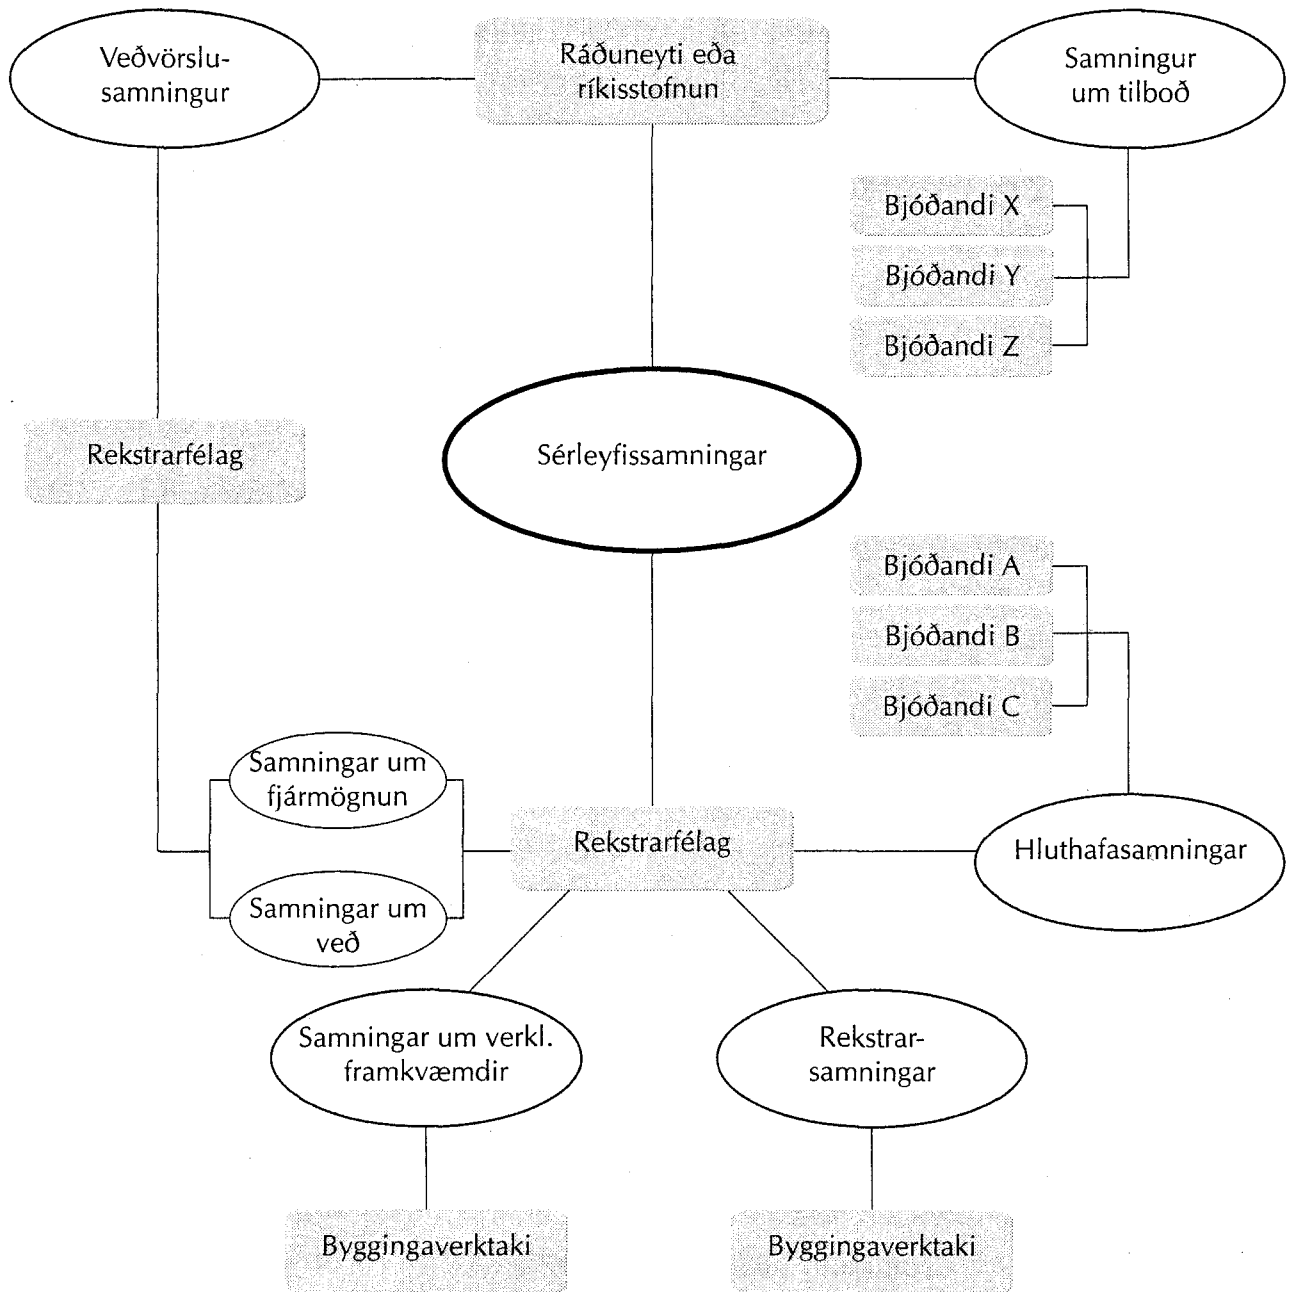 Veðvörslu-
samningur
Ráðuneyti eða
ríkisstofnun
Samningur
um tilboð
Bjóðandi X
Bjóðandi Y
Bjóðandi Z
Rekstrarfélag
Sérleyfissamningar
Bjóðandi A
Bjóðandi B
Bjóðandi C
Samningar um
fjármögnun
Rekstrarfélag
Hluthafasamningar
Samningar um
veð
Samningar um verkl.
framkvæmdir
Rekstrar-
samningar
Byggingaverktaki
Byggingaverktaki